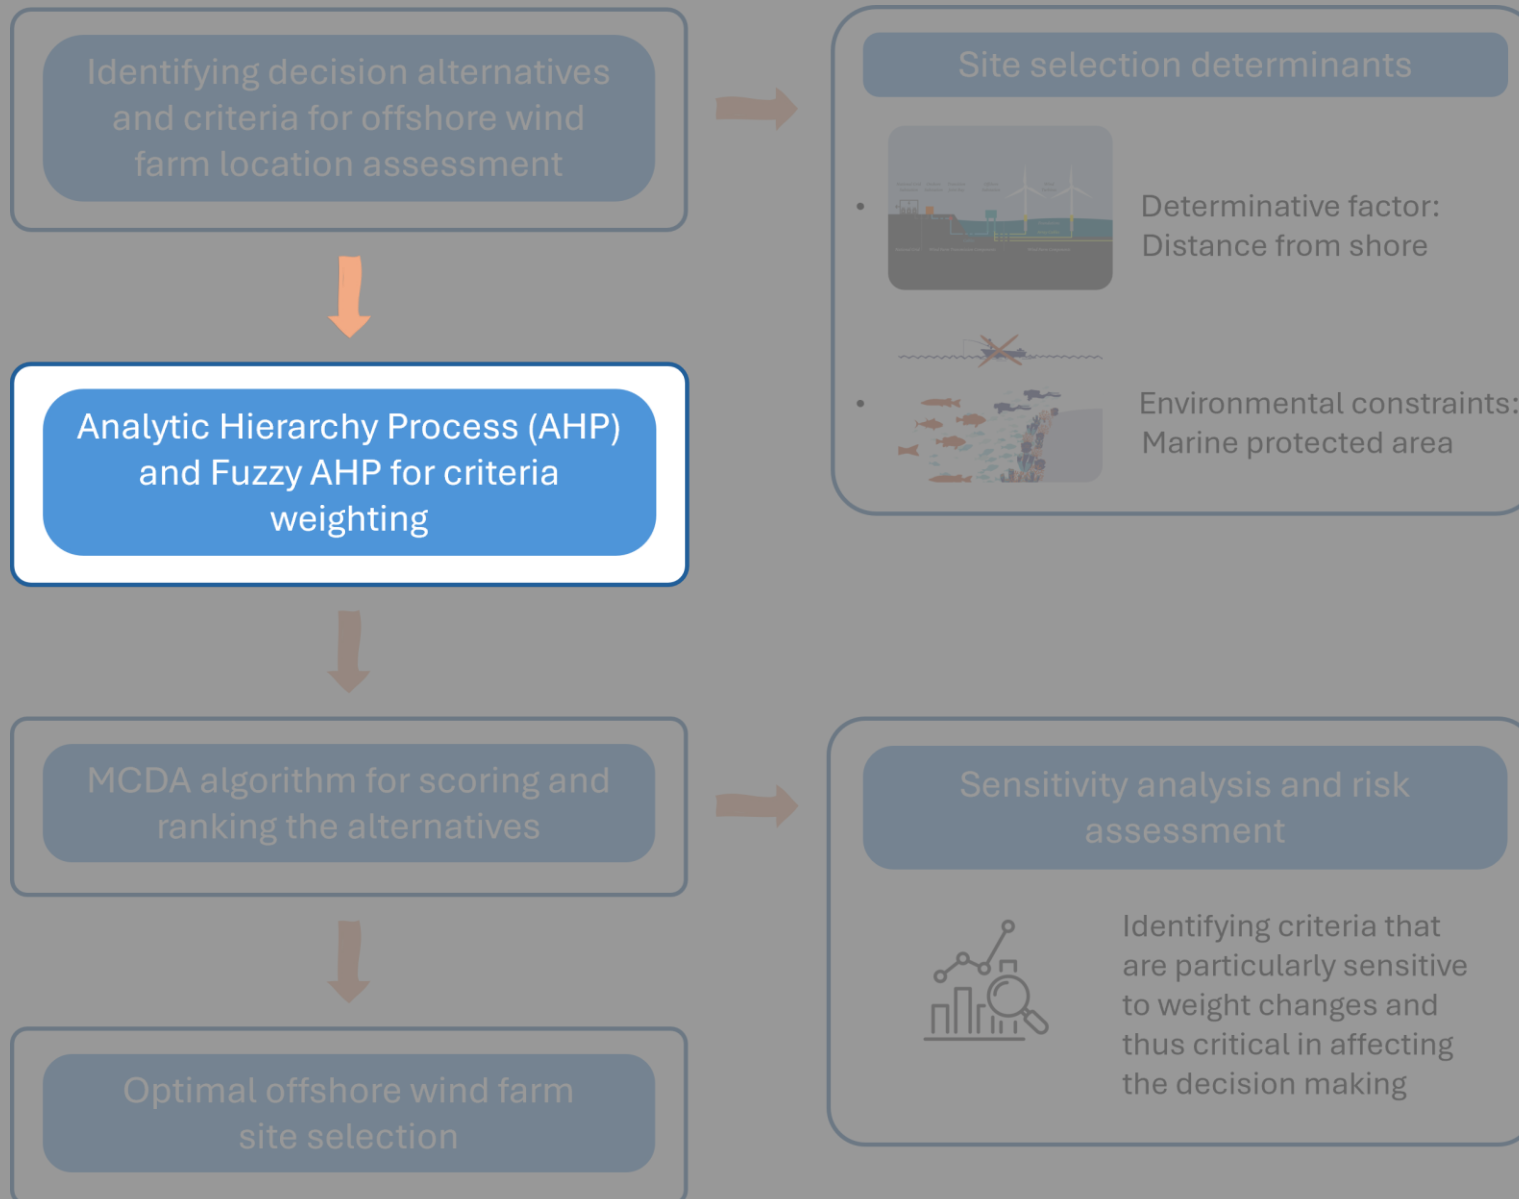 Identifying decision alternatives
and criteria for offshore wind
farm location assessment
Site selection determinants
• Determinative factor:
Distance from shore
• Environmental constraints:
Marine protected area
Analytic Hierarchy Process (AHP)
and Fuzzy AHP for criteria
weighting
MCDA algorithm for scoring and
ranking the alternatives
Sensitivity analysis and risk
assessment
Identifying criteria that
are particularly sensitive
to weight changes and
thus critical in affecting
the decision making
Optimal offshore wind farm
site selection